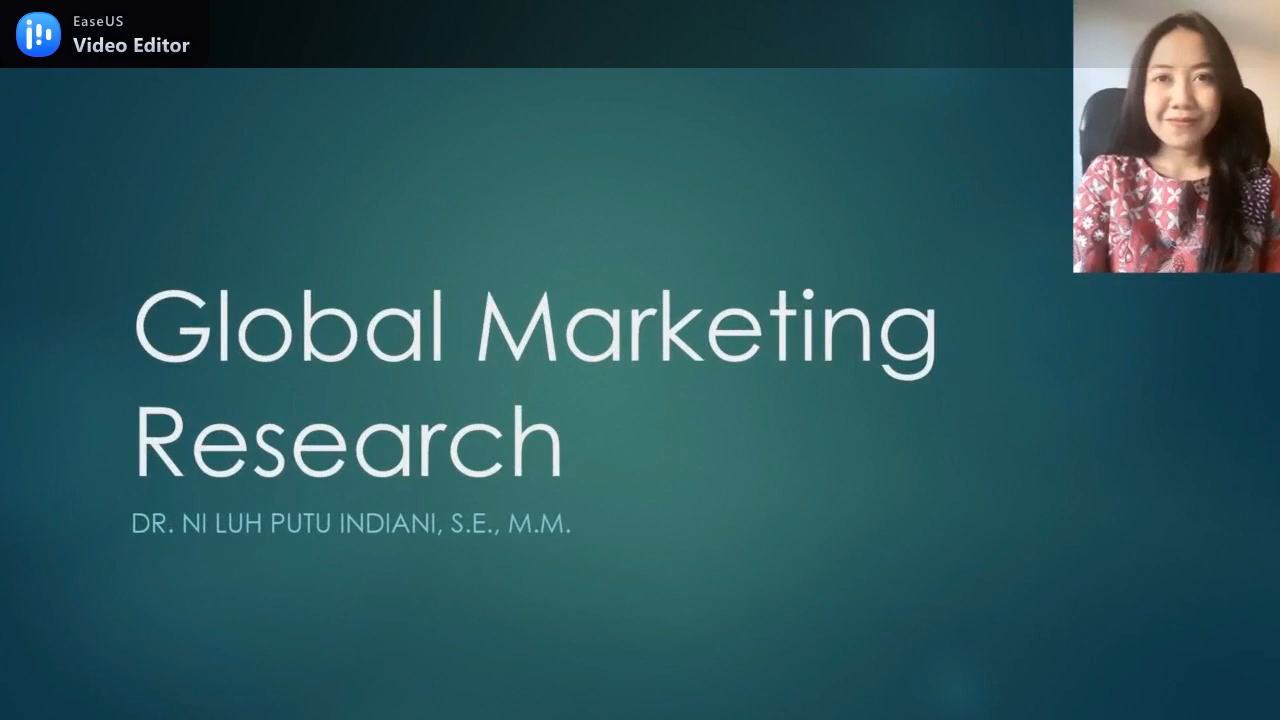 EaseUS
Video Editor
Global Marketing
Research
DR. NI LUH PUTU INDIANI, S.E., M.M.